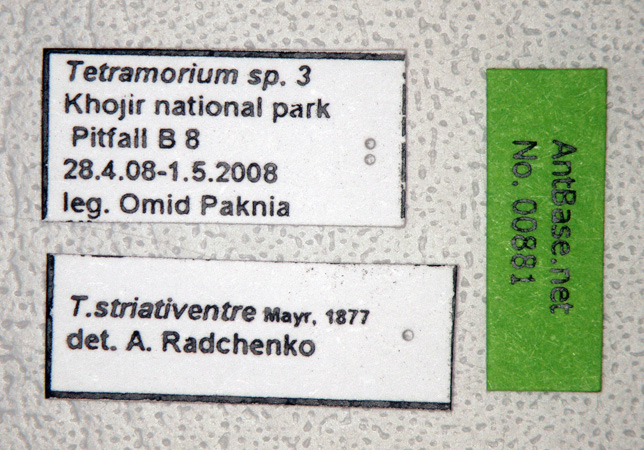 Tetramorium sp. 3
Khojir national park
Pitfall B 8
28.4.08-1.5.2008
leg. Omid Paknia
T.striativentre Mayr, 1877
det. A. Radchenko
AntBase.net
No. 00881